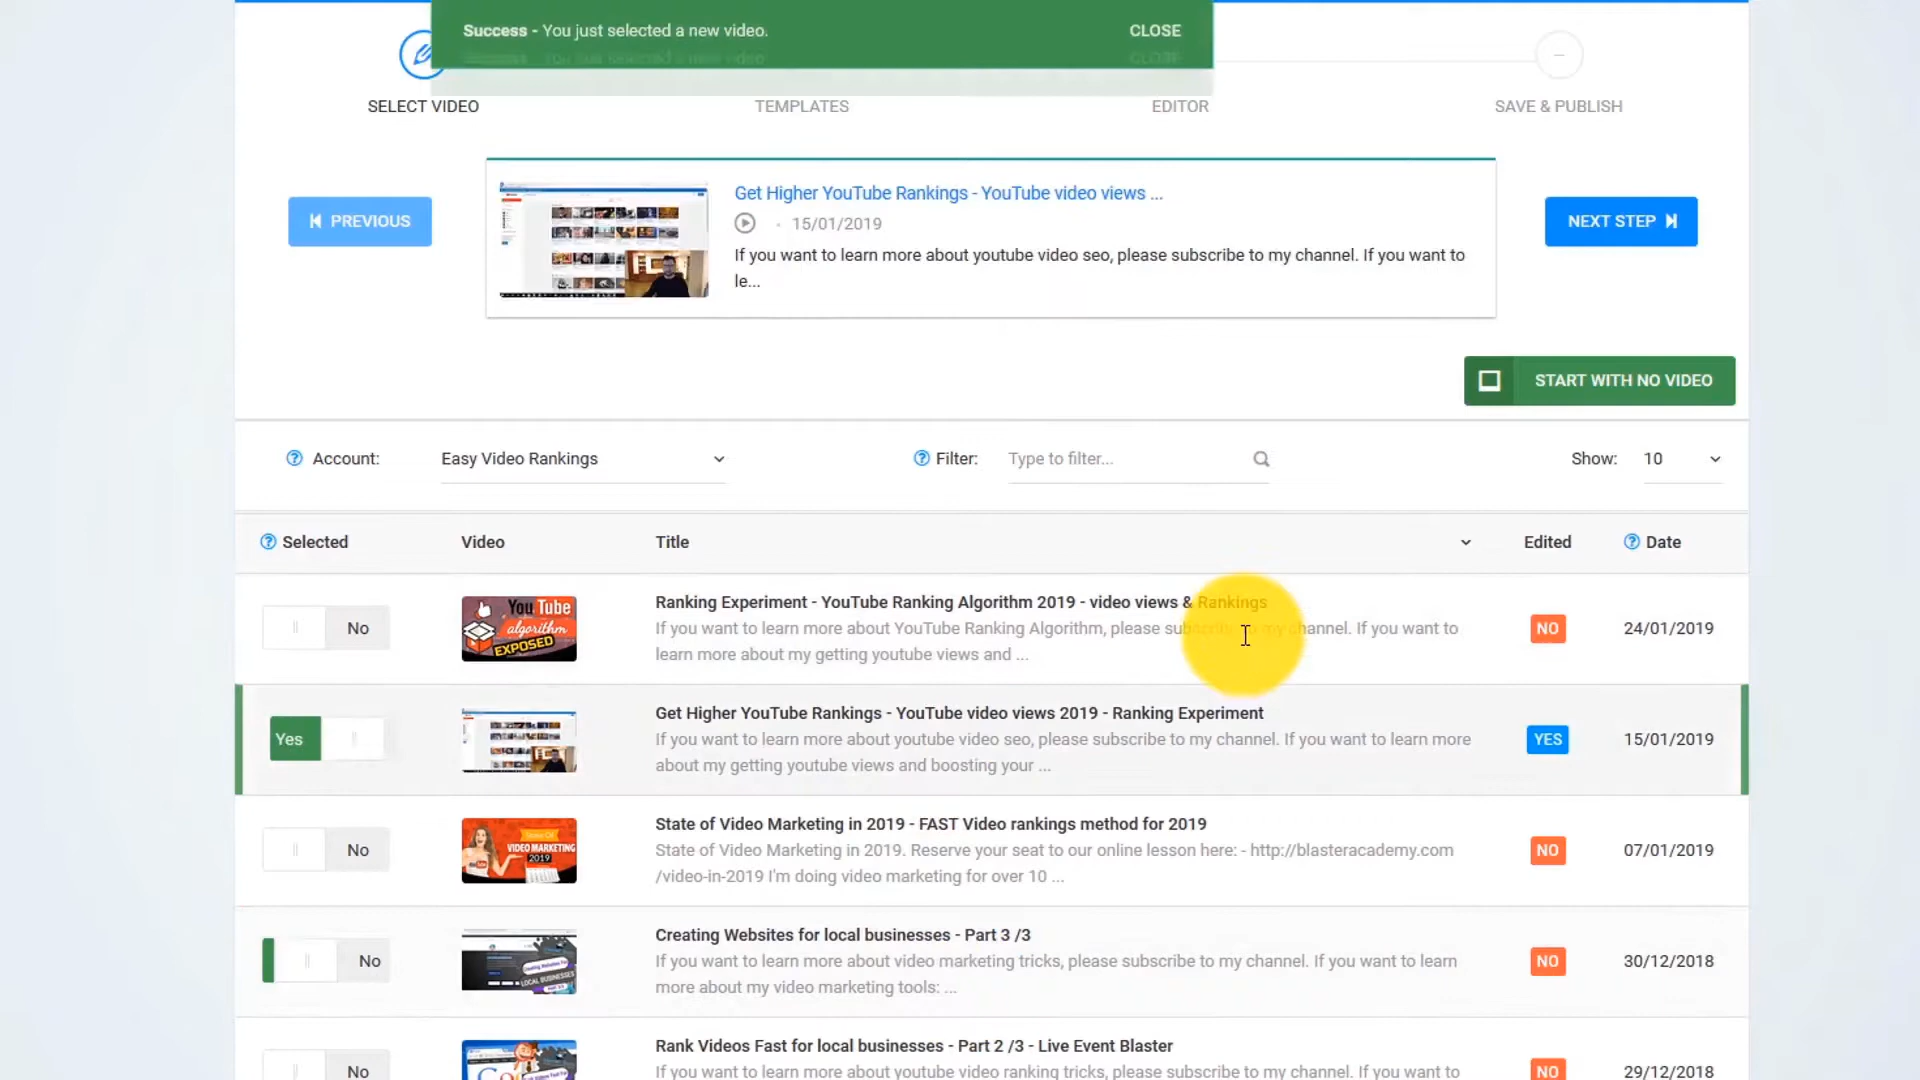 Success - You just selected a new video.
CLOSE
SELECT VIDEO
TEMPLATES
EDITOR
SAVE & PUBLISH
PREVIOUS
Get Higher YouTube Rankings - YouTube video views ...
15/01/2019
If you want to learn more about youtube video seo, please subscribe to my channel. If you want to
le...
NEXT STEP
START WITH NO VIDEO
Account:
Easy Video Rankings
Filter:
Type to filter...
Show:
10
Selected
Video
Title
Edited
Date
No
You Tube
algorithm
EXPOSED
Ranking Experiment - YouTube Ranking Algorithm 2019 - video views & Rankings
If you want to learn more about YouTube Ranking Algorithm, please subscribe to my channel. If you want to
learn more about my getting youtube views and ...
NO
24/01/2019
Yes
Get Higher YouTube Rankings - YouTube video views 2019 - Ranking Experiment
If you want to learn more about youtube video seo, please subscribe to my channel. If you want to learn more
about my getting youtube views and boosting your ...
YES
15/01/2019
No
State Of
VIDEO MARKETING
2019
State of Video Marketing in 2019 - FAST Video rankings method for 2019
State of Video Marketing in 2019. Reserve your seat to our online lesson here: - http://blasteracademy.com
/video-in-2019 I'm doing video marketing for over 10 ...
NO
07/01/2019
No
Creating Websites For
LOCAL BUSINESSES
Creating Websites for local businesses - Part 3 /3
If you want to learn more about video marketing tricks, please subscribe to my channel. If you want to learn
more about my video marketing tools: ...
NO
30/12/2018
No
Rank Videos Fast for local businesses - Part 2 /3 - Live Event Blaster
If you want to learn more about youtube video ranking tricks, please subscribe to my channel. If you want to
NO
29/12/2018